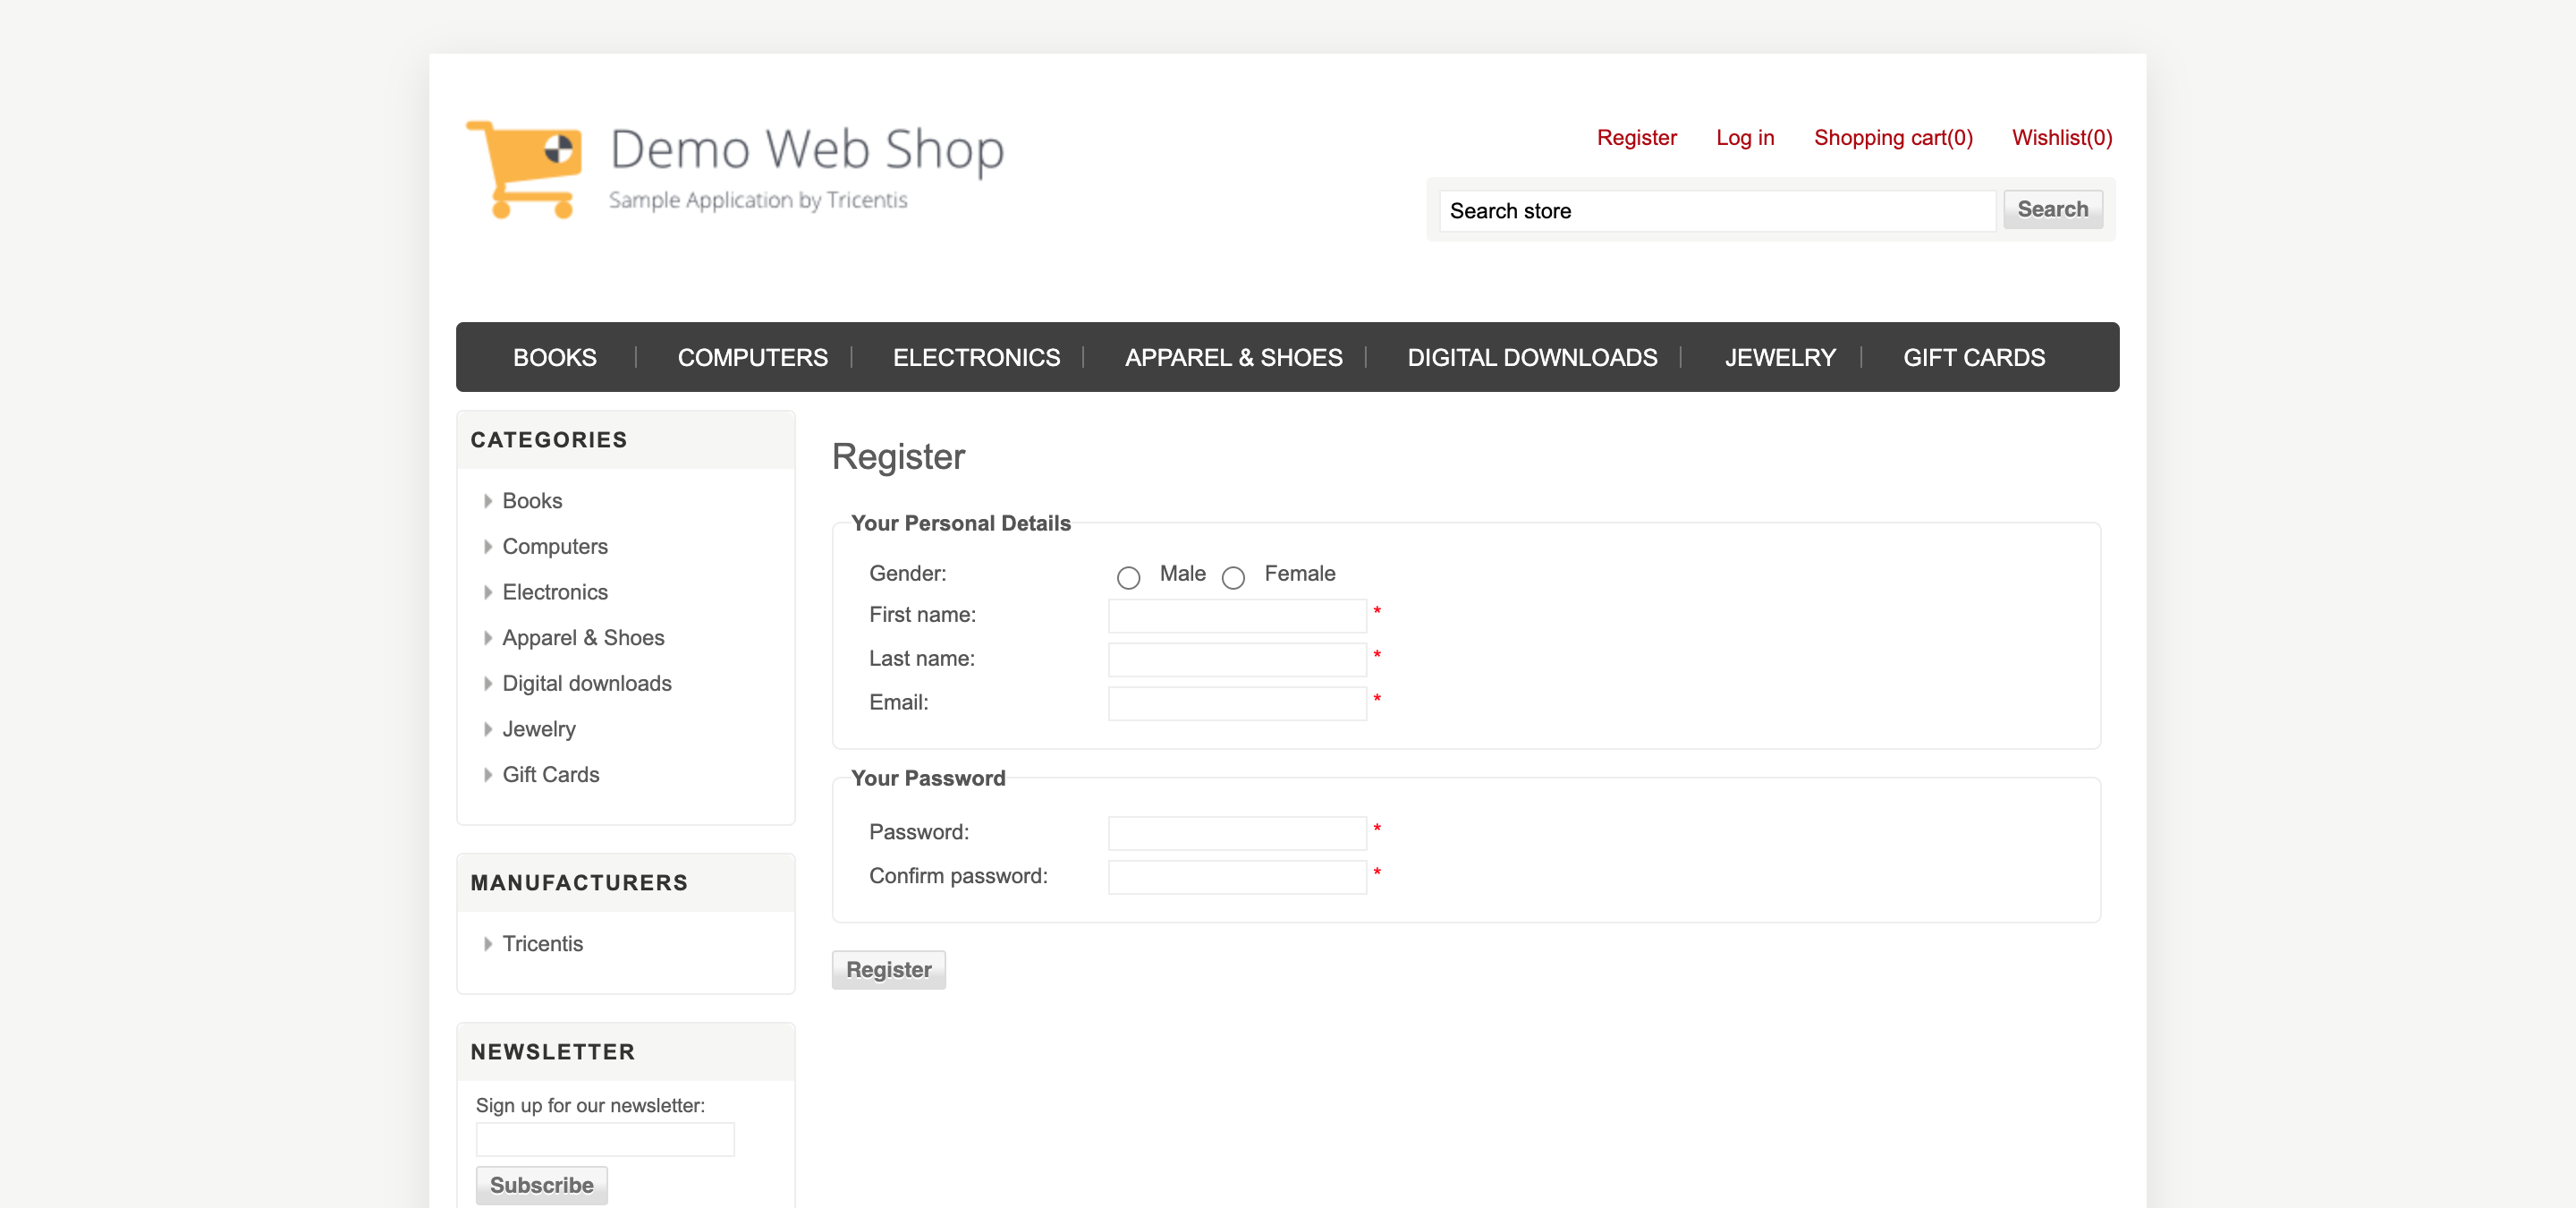 Demo Web Shop
Sample Application by Tricentis
Register Log in Shopping cart(0) Wishlist(0)
Search store Search
BOOKS COMPUTERS ELECTRONICS APPAREL & SHOES DIGITAL DOWNLOADS JEWELRY GIFT CARDS
CATEGORIES
Books
Computers
Electronics
Apparel & Shoes
Digital downloads
Jewelry
Gift Cards
MANUFACTURERS
Tricentis
NEWSLETTER
Sign up for our newsletter:
Subscribe
Register
Your Personal Details
Gender: Male Female
First name: *
Last name: *
Email: *
Your Password
Password: *
Confirm password: *
Register